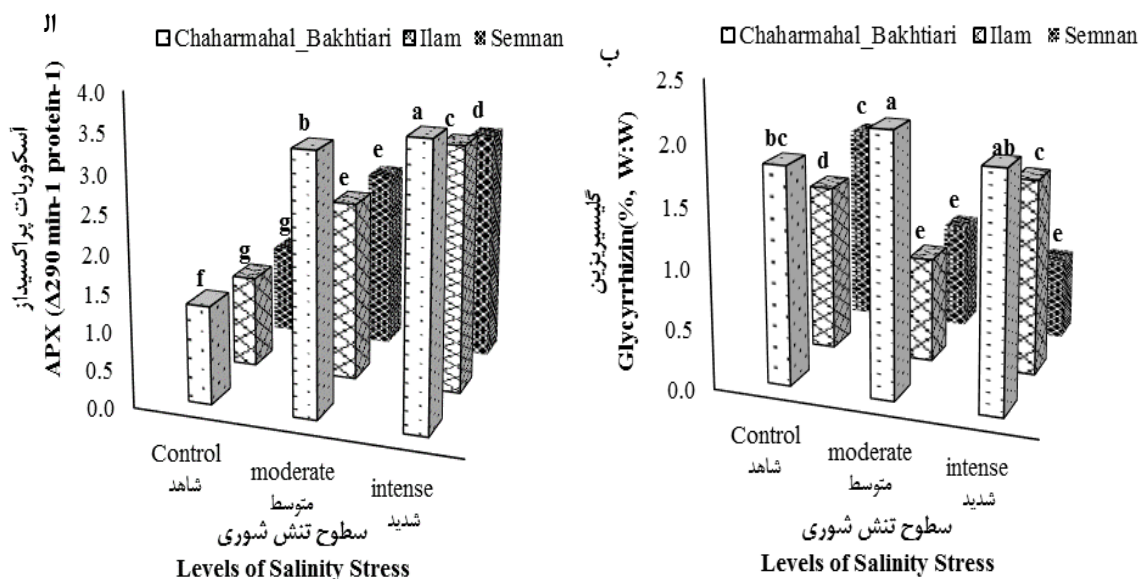 ال
Chaharmahal_Bakhtiari Ilam Semnan
آسکوربات پراکسیداز
APX (Δ290 min-1 protein-1)
4.0
3.5
3.0
2.5
2.0
1.5
1.0
0.5
0.0
f g g b e e a c d
Control moderate intense
شاهد متوسط شدید
سطوح تنش شوری
Levels of Salinity Stress
ب
Chaharmahal_Bakhtiari Ilam Semnan
گلیسیریزین
Glycyrrhizin(%, W:W)
2.5
2.0
1.5
1.0
0.5
0.0
bc d c a e e ab c e
Control moderate intense
شاهد متوسط شدید
سطوح تنش شوری
Levels of Salinity Stress